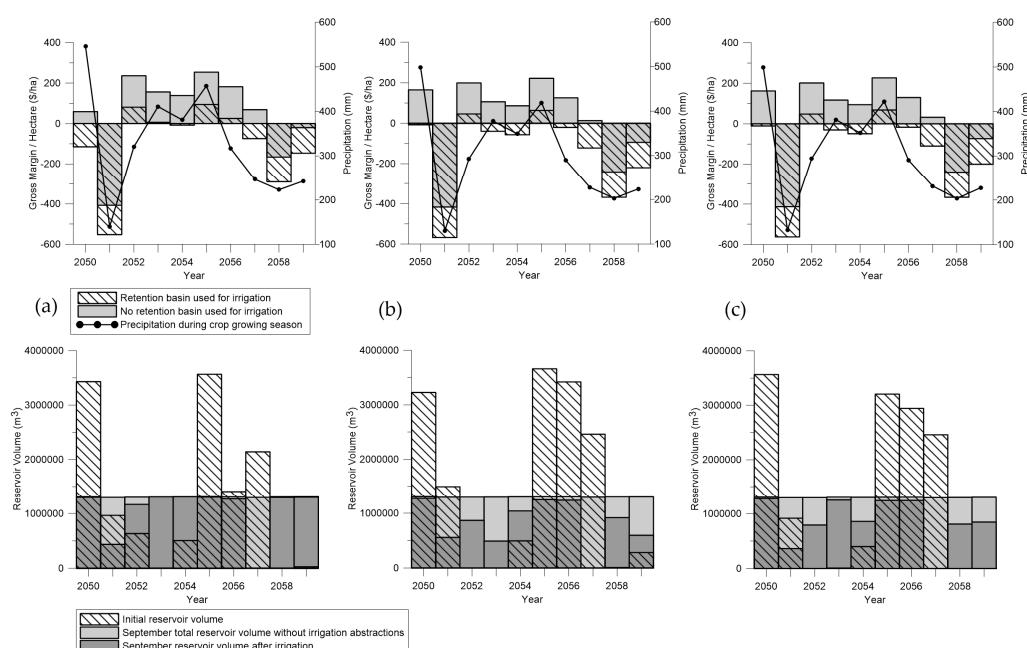 600
600
600
400
400
400
500
500
500
200
200
200
400
400
400
0
0
0
300
300
300
-200
-200
-200
-400
-400
-400
200
200
200
-600
-600
-600
100
100
100
Gross Margin / Hectare ($/ha)
Precipitation (mm)
Gross Margin / Hectare ($/ha)
Precipitation (mm)
Gross Margin / Hectare ($/ha)
Precipitation (mm)
2050 2052 2054 2056 2058
2050 2052 2054 2056 2058
2050 2052 2054 2056 2058
Year
Year
Year
(a)
(b)
(c)
Retention basin used for irrigation
No retention basin used for irrigation
Precipitation during crop growing season
4000000
4000000
4000000
3000000
3000000
3000000
2000000
2000000
2000000
1000000
1000000
1000000
0
0
0
Reservoir Volume (m3)
Reservoir Volume (m3)
Reservoir Volume (m3)
2050 2052 2054 2056 2058
2050 2052 2054 2056 2058
2050 2052 2054 2056 2058
Year
Year
Year
Initial reservoir volume
September total reservoir volume without irrigation abstractions
September reservoir volume after irrigation